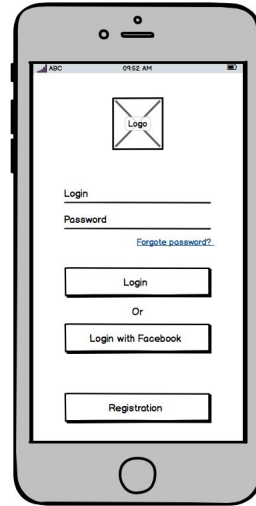 ABC 09:52 AM
Logo
Login
Password
Forgote password?
Login
Or
Login with Facebook
Registration